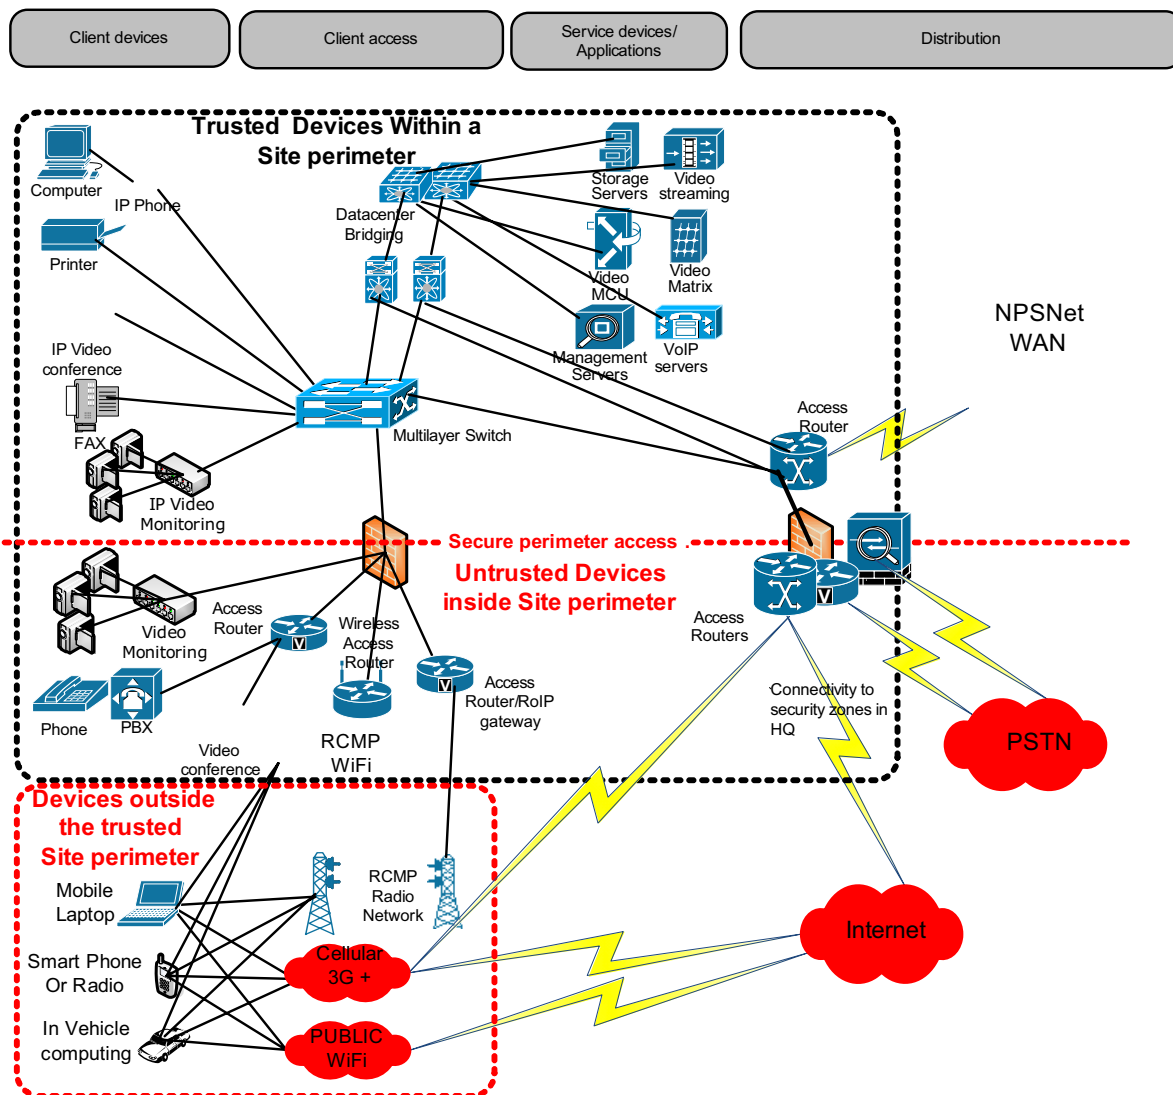 Client devices
Client access
Service devices/
Applications
Distribution
Trusted  Devices Within a
Site perimeter
Computer
IP Phone
Printer
IP Video
conference
FAX
IP Video
Monitoring
Datacenter
Bridging
Multilayer Switch
Storage
Servers
Video
streaming
Video
MCU
Video
Matrix
Management
Servers
VoIP
servers
NPSNet
WAN
Access
Router
Secure perimeter access .
Untrusted Devices
inside Site perimeter
Video
Monitoring
Access
Router
Wireless
Access
Router
V
V
V
Access
Router/RoIP
gateway
Access
Routers
Phone
PBX
RCMP
WiFi
Video
conference
Connectivity to
security zones in
HQ
PSTN
Devices outside
the trusted
Site perimeter
Mobile
Laptop
RCMP
Radio
Network
Smart Phone
Or Radio
Cellular
3G +
Internet
In Vehicle
computing
PUBLIC
WiFi